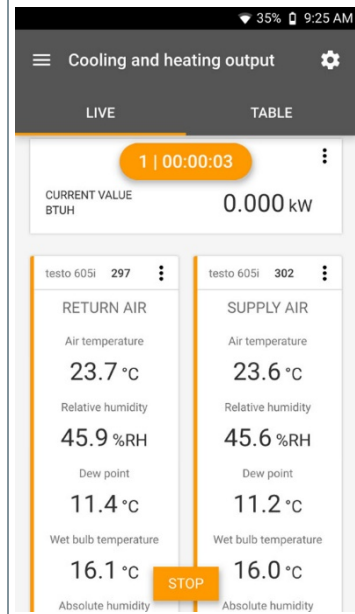 35% 9:25 AM
Cooling and heating output
LIVE TABLE
1 | 00:00:03
CURRENT VALUE
BTUH
0.000 kW
testo 605i 297
RETURN AIR
Air temperature
23.7 °C
Relative humidity
45.9 %RH
Dew point
11.4 °C
Wet bulb temperature
16.1 °C
Absolute humidity
testo 605i 302
SUPPLY AIR
Air temperature
23.6 °C
Relative humidity
45.6 %RH
Dew point
11.2 °C
Wet bulb temperature
16.0 °C
Absolute humidity
STOP